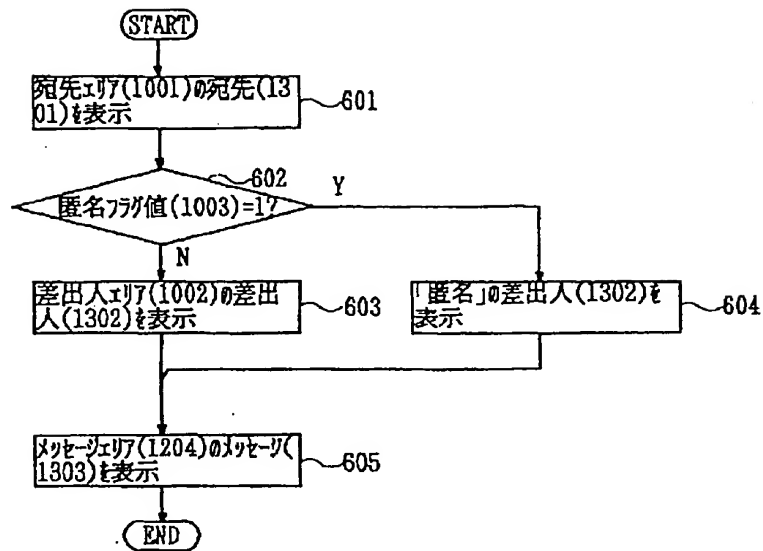 START
宛先エリア(1001)の宛先(13
01)を表示
601
602
匿名フラグ値(1003)=1?
Y
N
差出人エリア(1002)の差出
人(1302)を表示
603
「匿名」の差出人(1302)を
表示
604
メッセージエリア(1204)のメッセージ(
1303)を表示
605
END